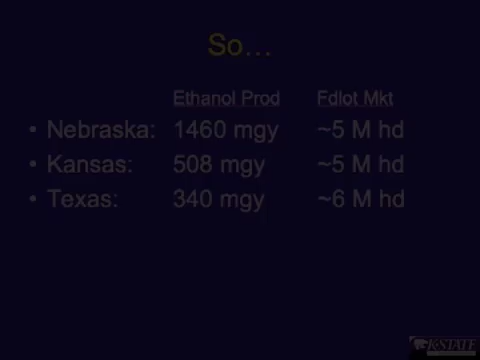 So…
Ethanol Prod Fdlot Mkt
• Nebraska: 1460 mgy ~5 M hd
• Kansas: 508 mgy ~5 M hd
• Texas: 340 mgy ~6 M hd
K-STATE